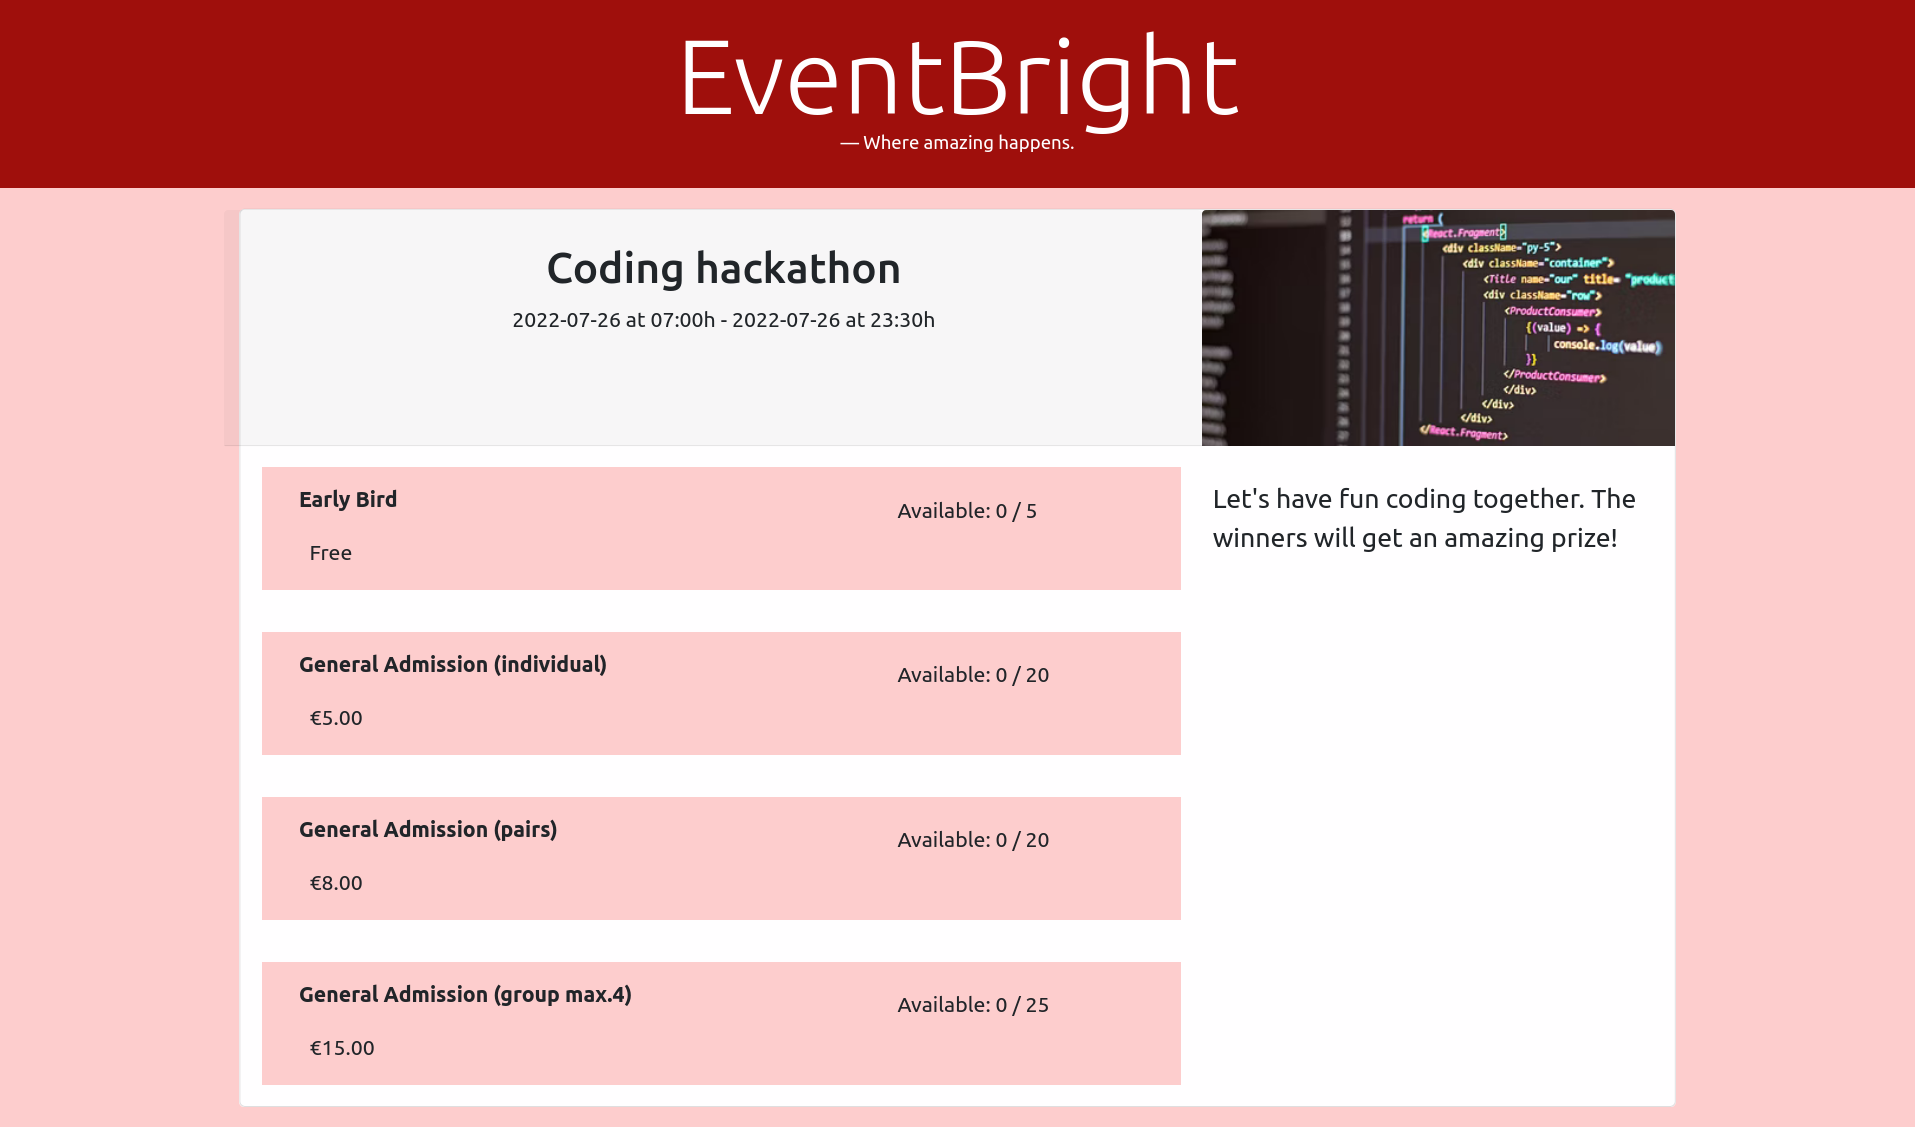 EventBright
— Where amazing happens.
Coding hackathon
2022-07-26 at 07:00h - 2022-07-26 at 23:30h
return (
<React.Fragment>
<div className="py-5">
<div className="container">
<Title name="our" title= "product
<div className="row">
<ProductConsumer>
{(value) => {
console.log(value)
}}
</ProductConsumer>
</div>
</div>
</div>
</React.Fragment>
Early Bird
Available: 0 / 5
Free
General Admission (individual)
Available: 0 / 20
€5.00
General Admission (pairs)
Available: 0 / 20
€8.00
General Admission (group max.4)
Available: 0 / 25
€15.00
Let's have fun coding together. The
winners will get an amazing prize!